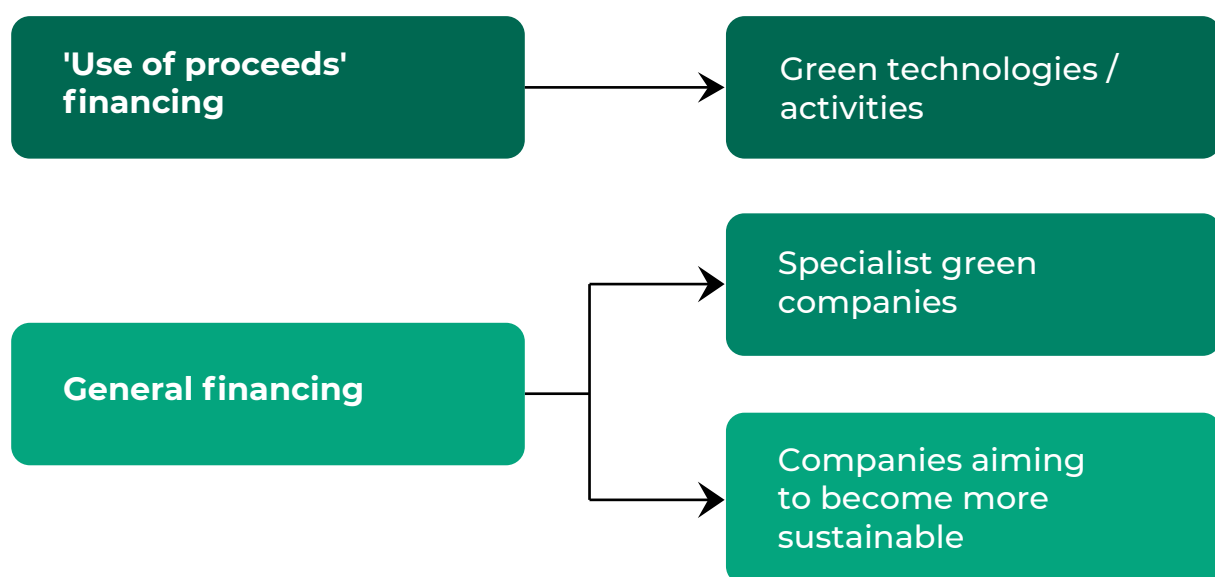 'Use of proceeds'
financing
Green technologies /
activities
Specialist green
companies
General financing
Companies aiming
to become more
sustainable